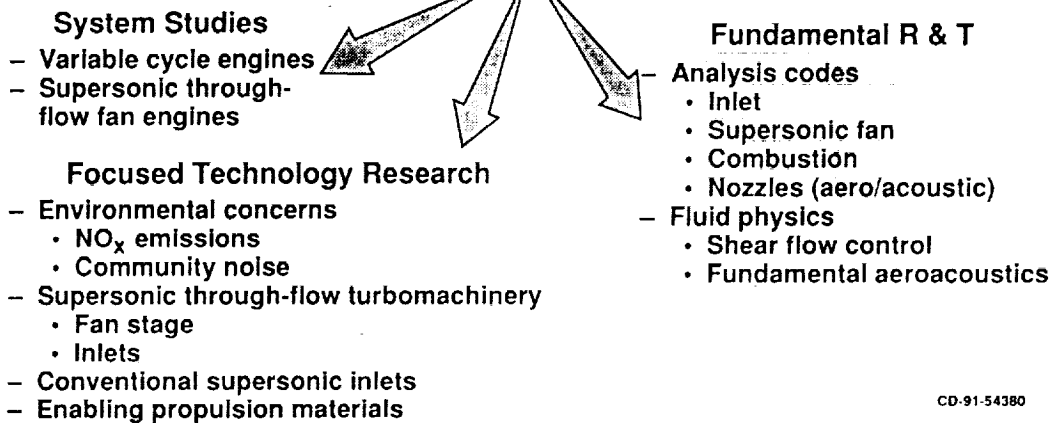 System Studies
– Variable cycle engines
– Supersonic through-
flow fan engines
Focused Technology Research
– Environmental concerns
• NOx emissions
• Community noise
– Supersonic through-flow turbomachinery
• Fan stage
• Inlets
– Conventional supersonic inlets
– Enabling propulsion materials
Fundamental R & T
– Analysis codes
• Inlet
• Supersonic fan
• Combustion
• Nozzles (aero/acoustic)
– Fluid physics
• Shear flow control
• Fundamental aeroacoustics
CD-91-54380